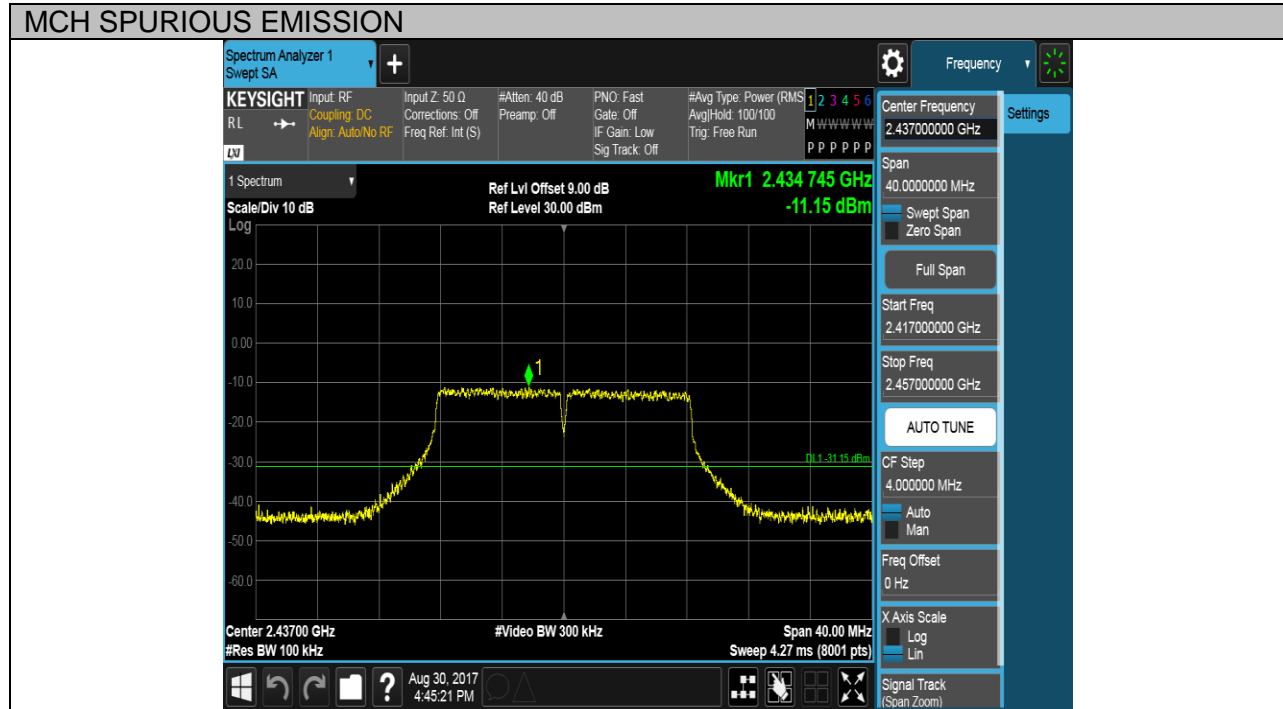 MCH SPURIOUS EMISSION
Spectrum Analyzer 1
Swept SA
+
Frequency
KEYSIGHT
RL
LXI
Input: RF
Coupling: DC
Align: Auto/No RF
Input Z: 50 Ω
Corrections: Off
Freq Ref: Int (S)
#Atten: 40 dB
Preamp: Off
PNO: Fast
Gate: Off
IF Gain: Low
Sig Track: Off
#Avg Type: Power (RMS
Avg|Hold: 100/100
Trig: Free Run
1 2 3 4 5 6
M W W W W W
P P P P P P
1 Spectrum
Scale/Div 10 dB
Log
Ref Lvl Offset 9.00 dB
Ref Level 30.00 dBm
Mkr1 2.434 745 GHz
-11.15 dBm
20.0
10.0
0.00
-10.0
-20.0
-30.0
-40.0
-50.0
-60.0
1
DL1 -31.15 dBm
Center 2.43700 GHz
#Res BW 100 kHz
#Video BW 300 kHz
Span 40.00 MHz
Sweep 4.27 ms (8001 pts)
?
Aug 30, 2017
4:45:21 PM
Center Frequency
2.437000000 GHz
Span
40.0000000 MHz
Swept Span
Zero Span
Full Span
Start Freq
2.417000000 GHz
Stop Freq
2.457000000 GHz
AUTO TUNE
CF Step
4.000000 MHz
Auto
Man
Freq Offset
0 Hz
X Axis Scale
Log
Lin
Signal Track
(Span Zoom)
Settings